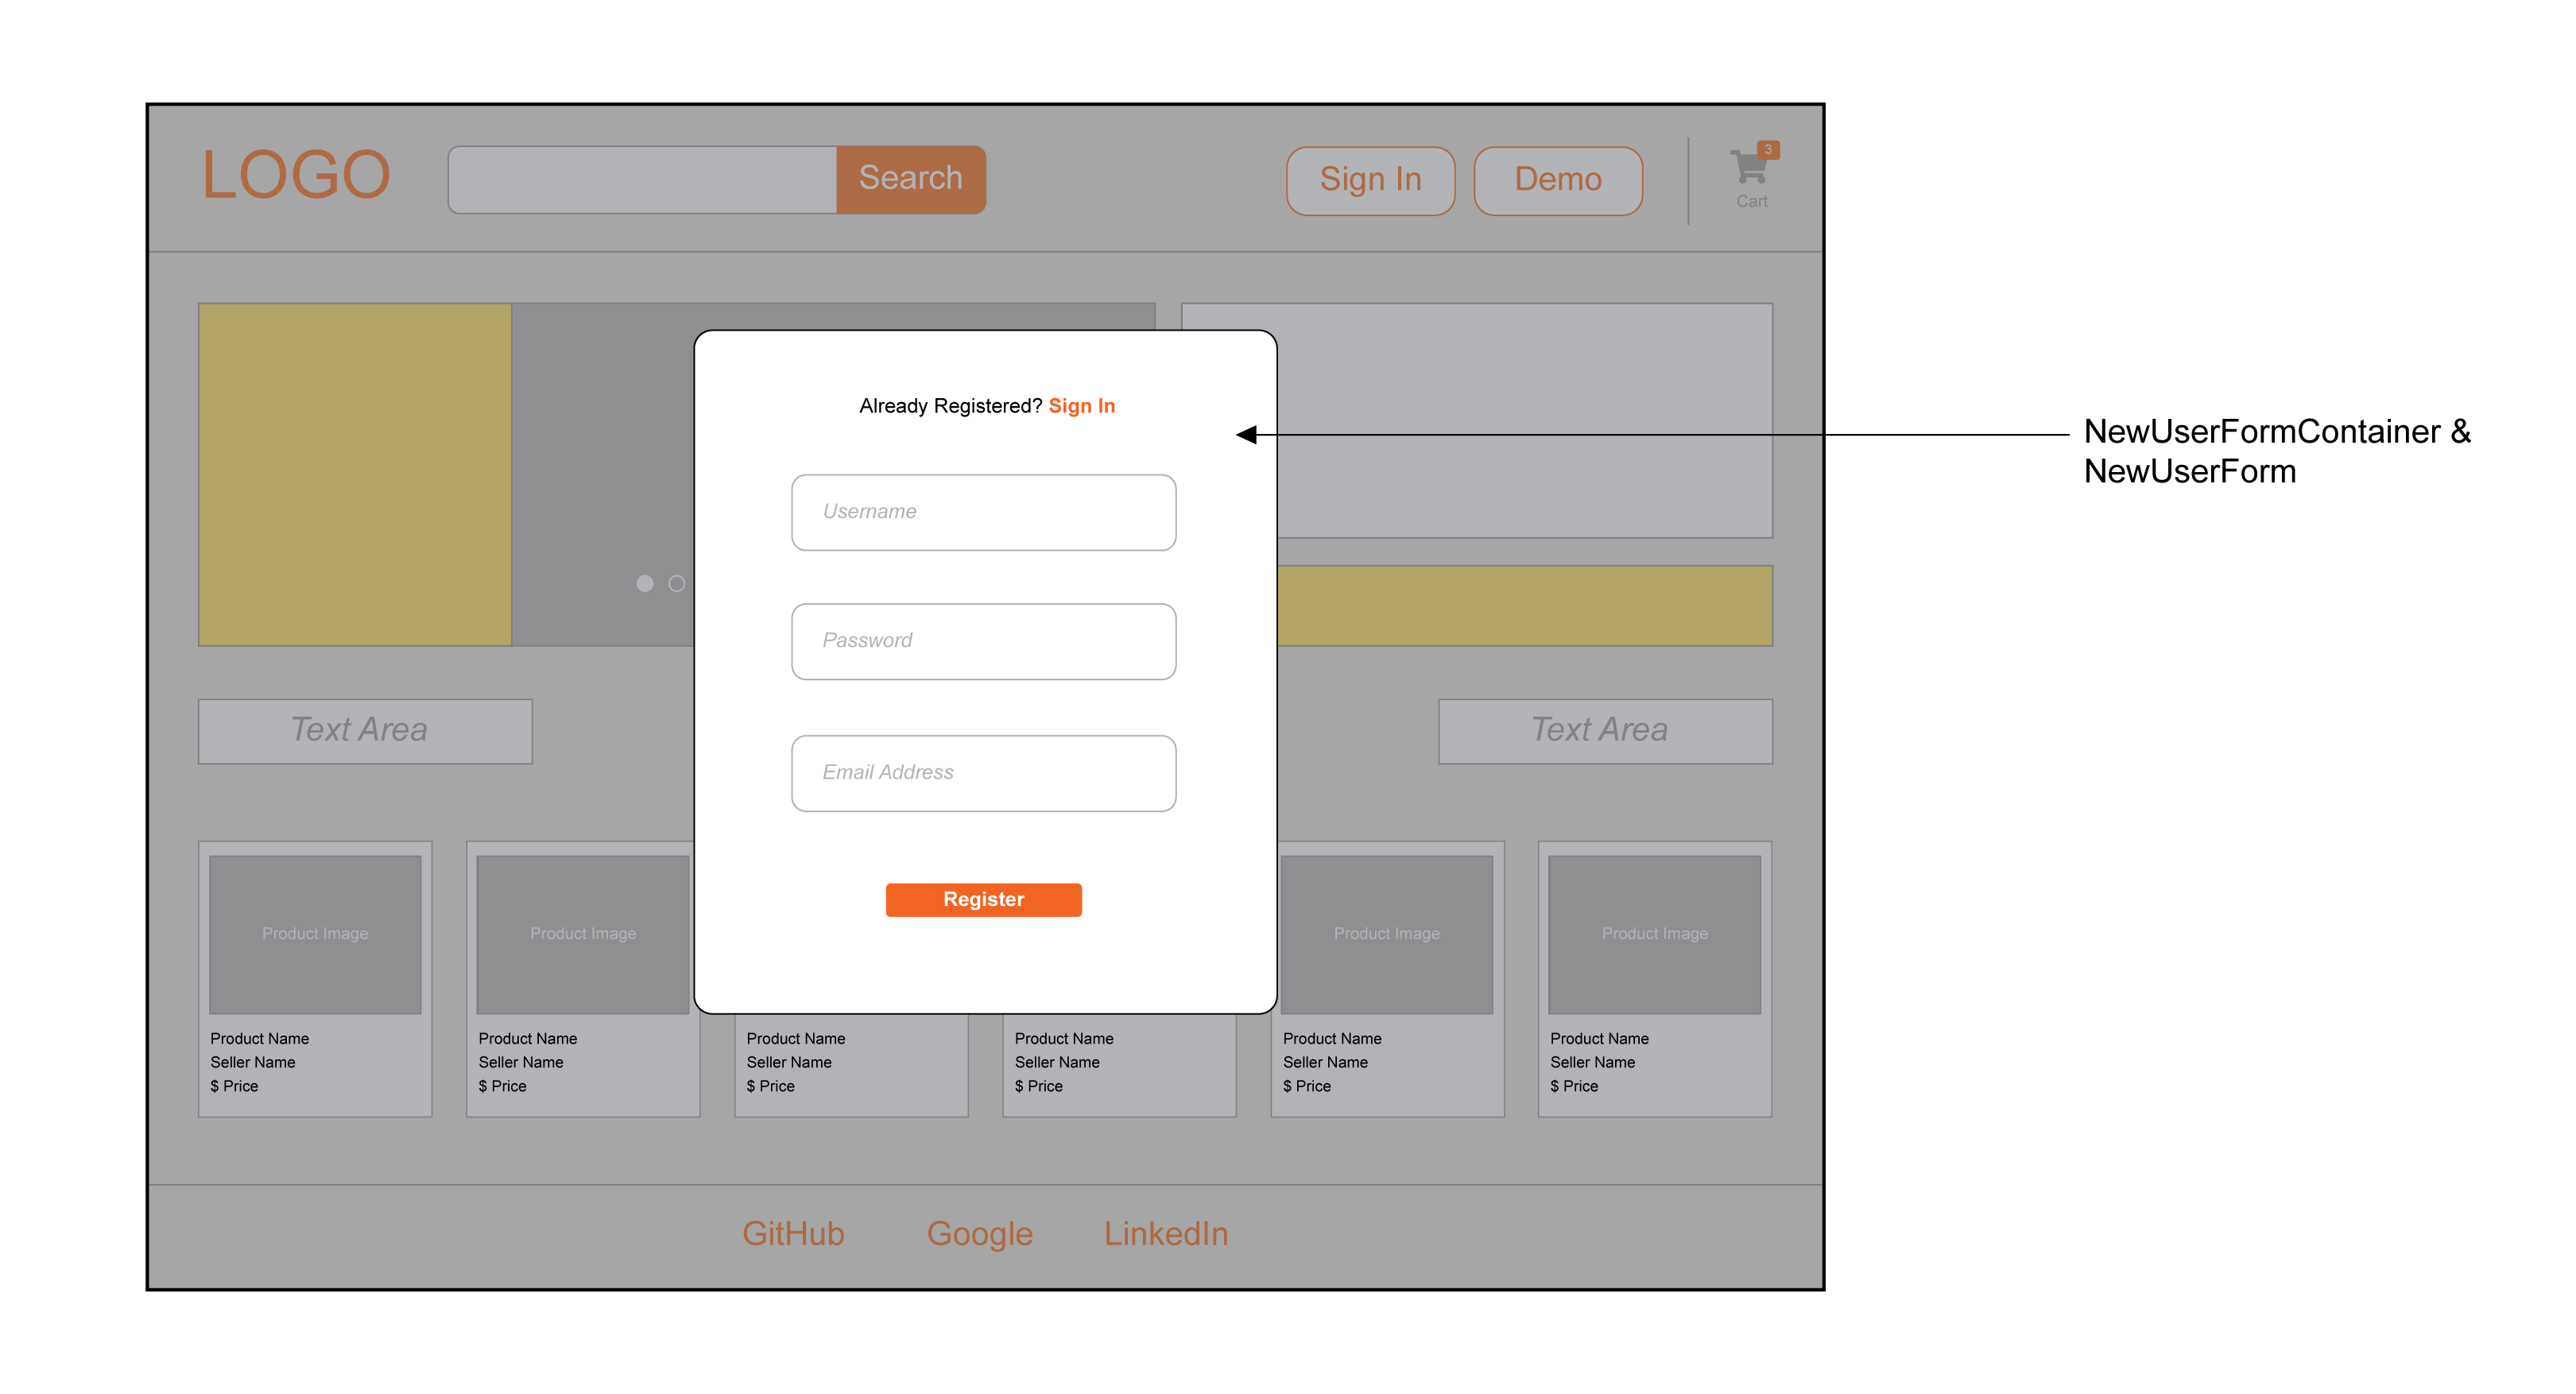 LOGO
Search
Sign In
Demo
3
Cart
Already Registered? Sign In
NewUserFormContainer &
NewUserForm
Username
Password
Email Address
Register
Text Area
Text Area
Product Image
Product Image
Product Image
Product Image
Product Name
Seller Name
$ Price
Product Name
Seller Name
$ Price
Product Name
Seller Name
$ Price
Product Name
Seller Name
$ Price
Product Name
Seller Name
$ Price
Product Name
Seller Name
$ Price
GitHub
Google
LinkedIn